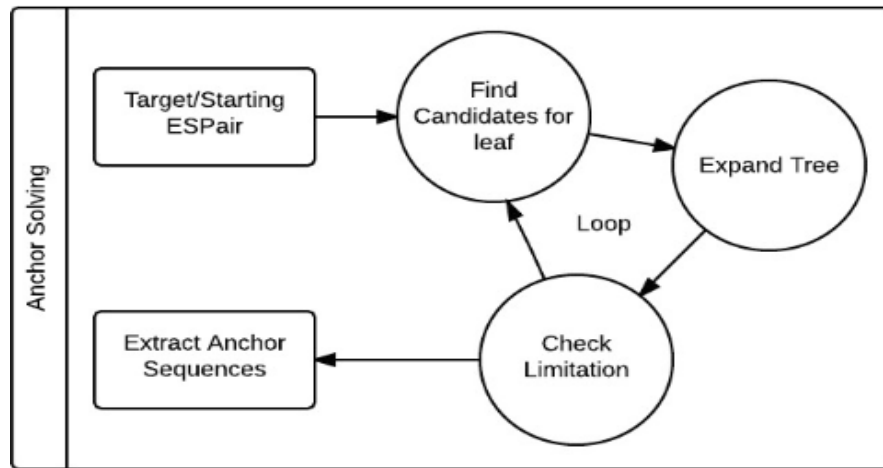 Anchor Solving
Target/Starting
ESPair
Find
Candidates for
leaf
Expand Tree
Loop
Check
Limitation
Extract Anchor
Sequences